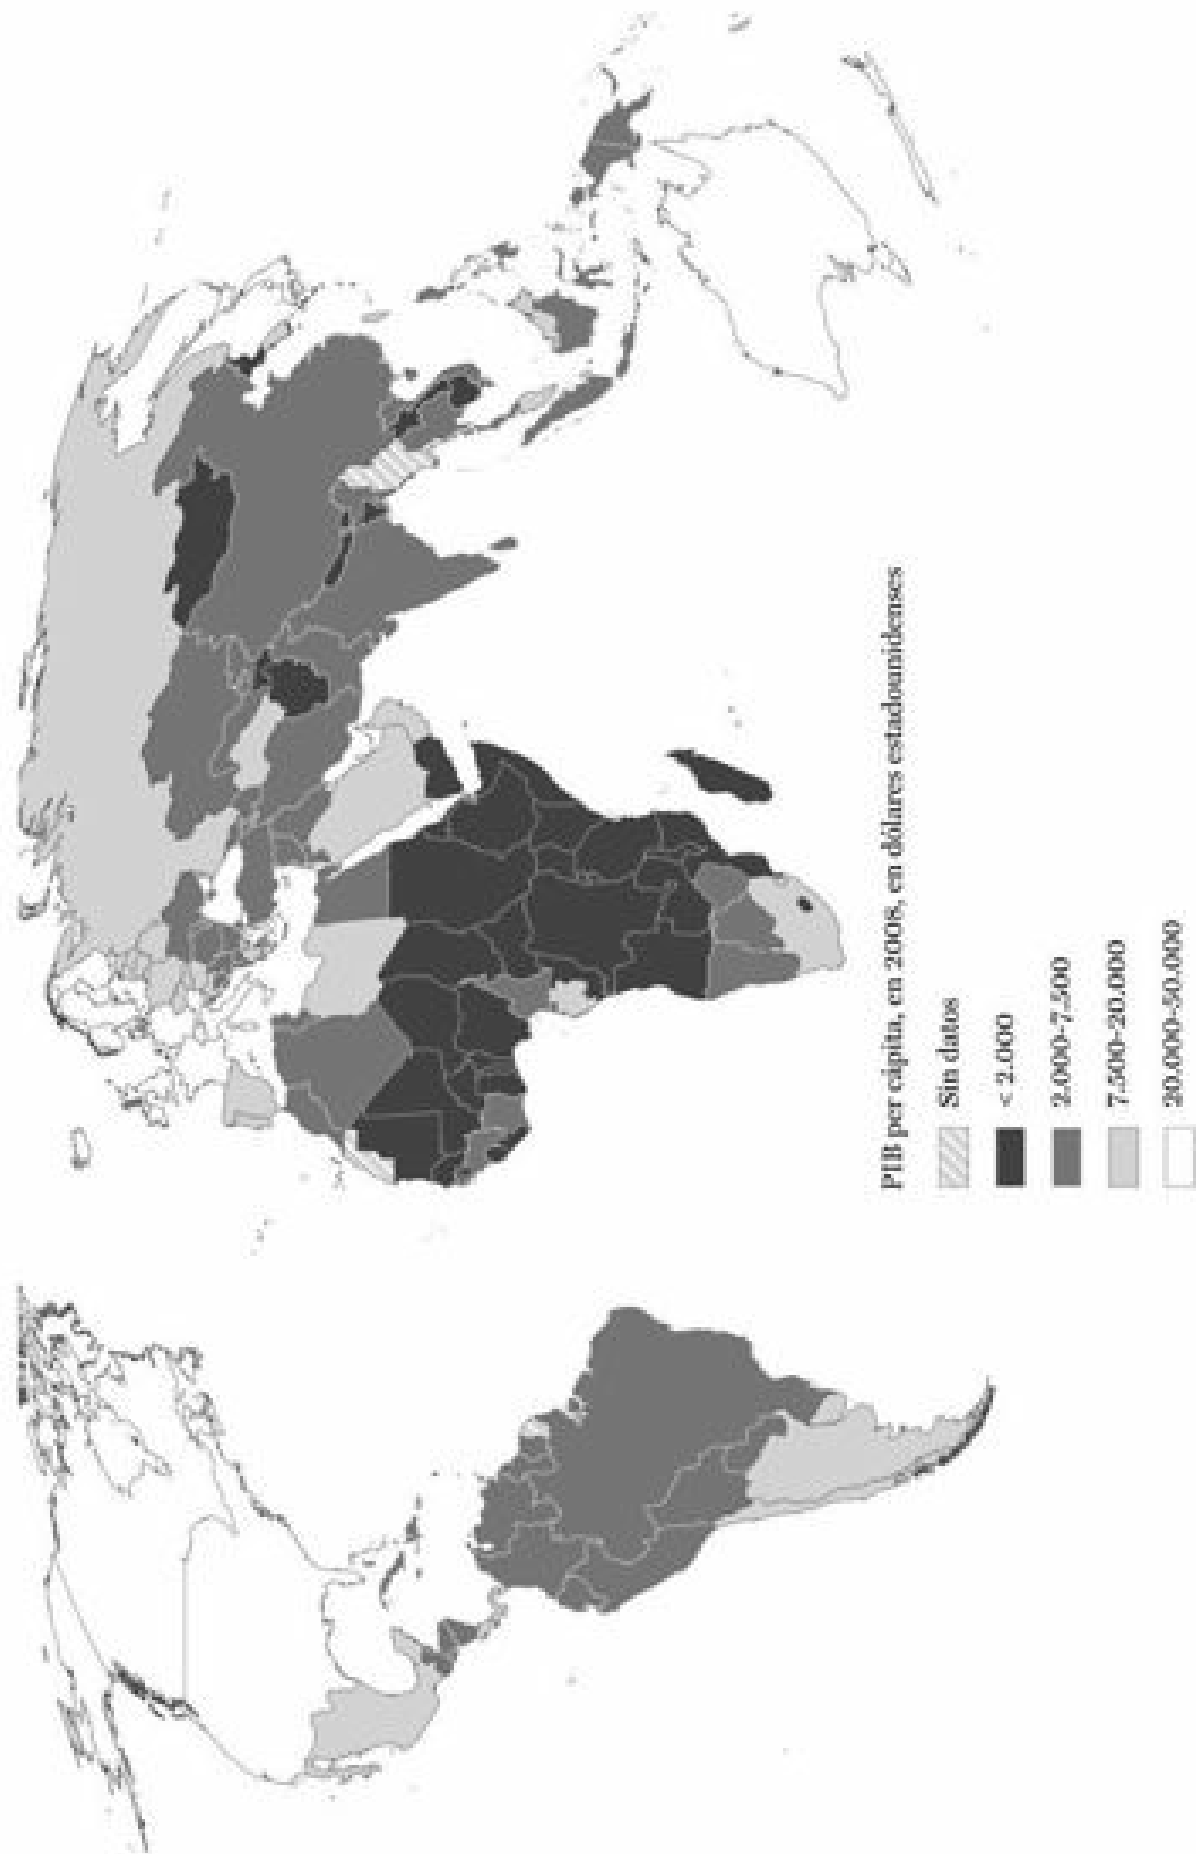 PIB per cápita, en 2008, en dólares estadounidenses
Sin datos
< 2.000
2.000-7.500
7.500-20.000
20.000-50.000